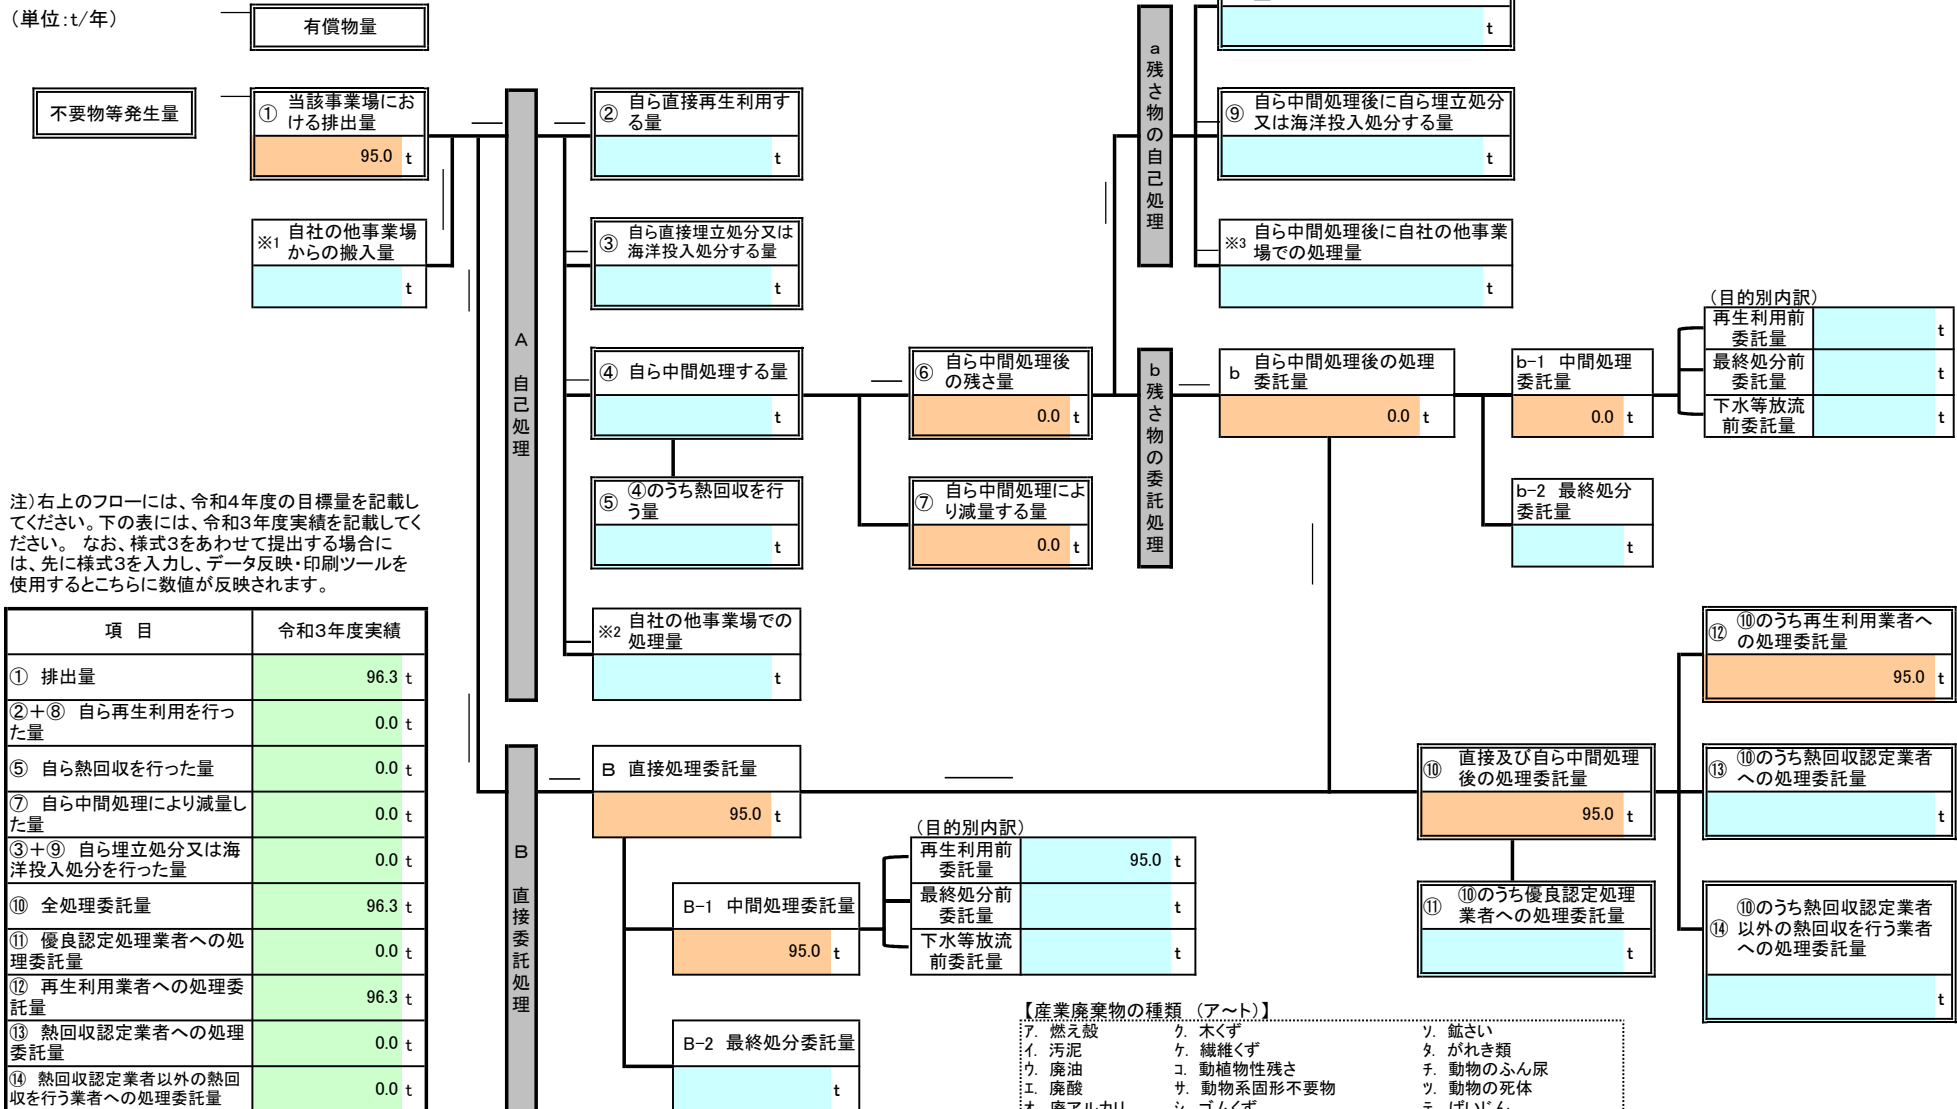 (単位:t/年)
有償物量
t
不要物等発生量
① 当該事業場にお
ける排出量
95.0 t
※1 自社の他事業場
からの搬入量
t
A 自己処理
② 自ら直接再生利用す
る量
t
③ 自ら直接埋立処分又は
海洋投入処分する量
t
④ 自ら中間処理する量
t
⑤ ④のうち熱回収を行
う量
t
※2 自社の他事業場での
処理量
t
⑥ 自ら中間処理後
の残さ量
0.0 t
⑦ 自ら中間処理によ
り減量する量
0.0 t
a 残さ物の自己処理
⑨ 自ら中間処理後に自ら埋立処分
又は海洋投入処分する量
t
※3 自ら中間処理後に自社の他事業
場での処理量
t
b 残さ物の委託処理
b 自ら中間処理後の処理
委託量
0.0 t
b-1 中間処理
委託量
0.0 t
(目的別内訳)
再生利用前
委託量
t
最終処分前
委託量
t
下水等放流
前委託量
t
b-2 最終処分
委託量
t
注)右上のフローには、令和4年度の目標量を記載し
てください。下の表には、令和3年度実績を記載してく
ださい。 なお、様式3をあわせて提出する場合に
は、先に様式3を入力し、データ反映・印刷ツールを
使用するとこちらに数値が反映されます。
項 目 令和3年度実績
① 排出量 96.3 t
②+⑧ 自ら再生利用を行っ
た量 0.0 t
⑤ 自ら熱回収を行った量 0.0 t
⑦ 自ら中間処理により減量し
た量 0.0 t
③+⑨ 自ら埋立処分又は海
洋投入処分を行った量 0.0 t
⑩ 全処理委託量 96.3 t
⑪ 優良認定処理業者への処
理委託量 0.0 t
⑫ 再生利用業者への処理委
託量 96.3 t
⑬ 熱回収認定業者への処理
委託量 0.0 t
⑭ 熱回収認定業者以外の熱回
収を行う業者への処理委託量 0.0 t
B 直接委託処理
B 直接処理委託量
95.0 t
B-1 中間処理委託量
95.0 t
(目的別内訳)
再生利用前
委託量
95.0 t
最終処分前
委託量
t
下水等放流
前委託量
t
B-2 最終処分委託量
t
⑩ 直接及び自ら中間処理
後の処理委託量
95.0 t
⑪ ⑩のうち優良認定処理
業者への処理委託量
t
⑫ ⑩のうち再生利用業者へ
の処理委託量
95.0 t
⑬ ⑩のうち熱回収認定業者
への処理委託量
t
⑭ ⑩のうち熱回収認定業者
以外の熱回収を行う業者
への処理委託量
t
【産業廃棄物の種類 (ア~ト)】
ア. 燃え殻 ク. 木くず ソ. 鉱さい
イ. 汚泥 ケ. 繊維くず タ. がれき類
ウ. 廃油 コ. 動植物性残さ チ. 動物のふん尿
エ. 廃酸 サ. 動物系固形不要物 ツ. 動物の死体
オ. 廃アルカリ シ. ゴムくず テ. ばいじん